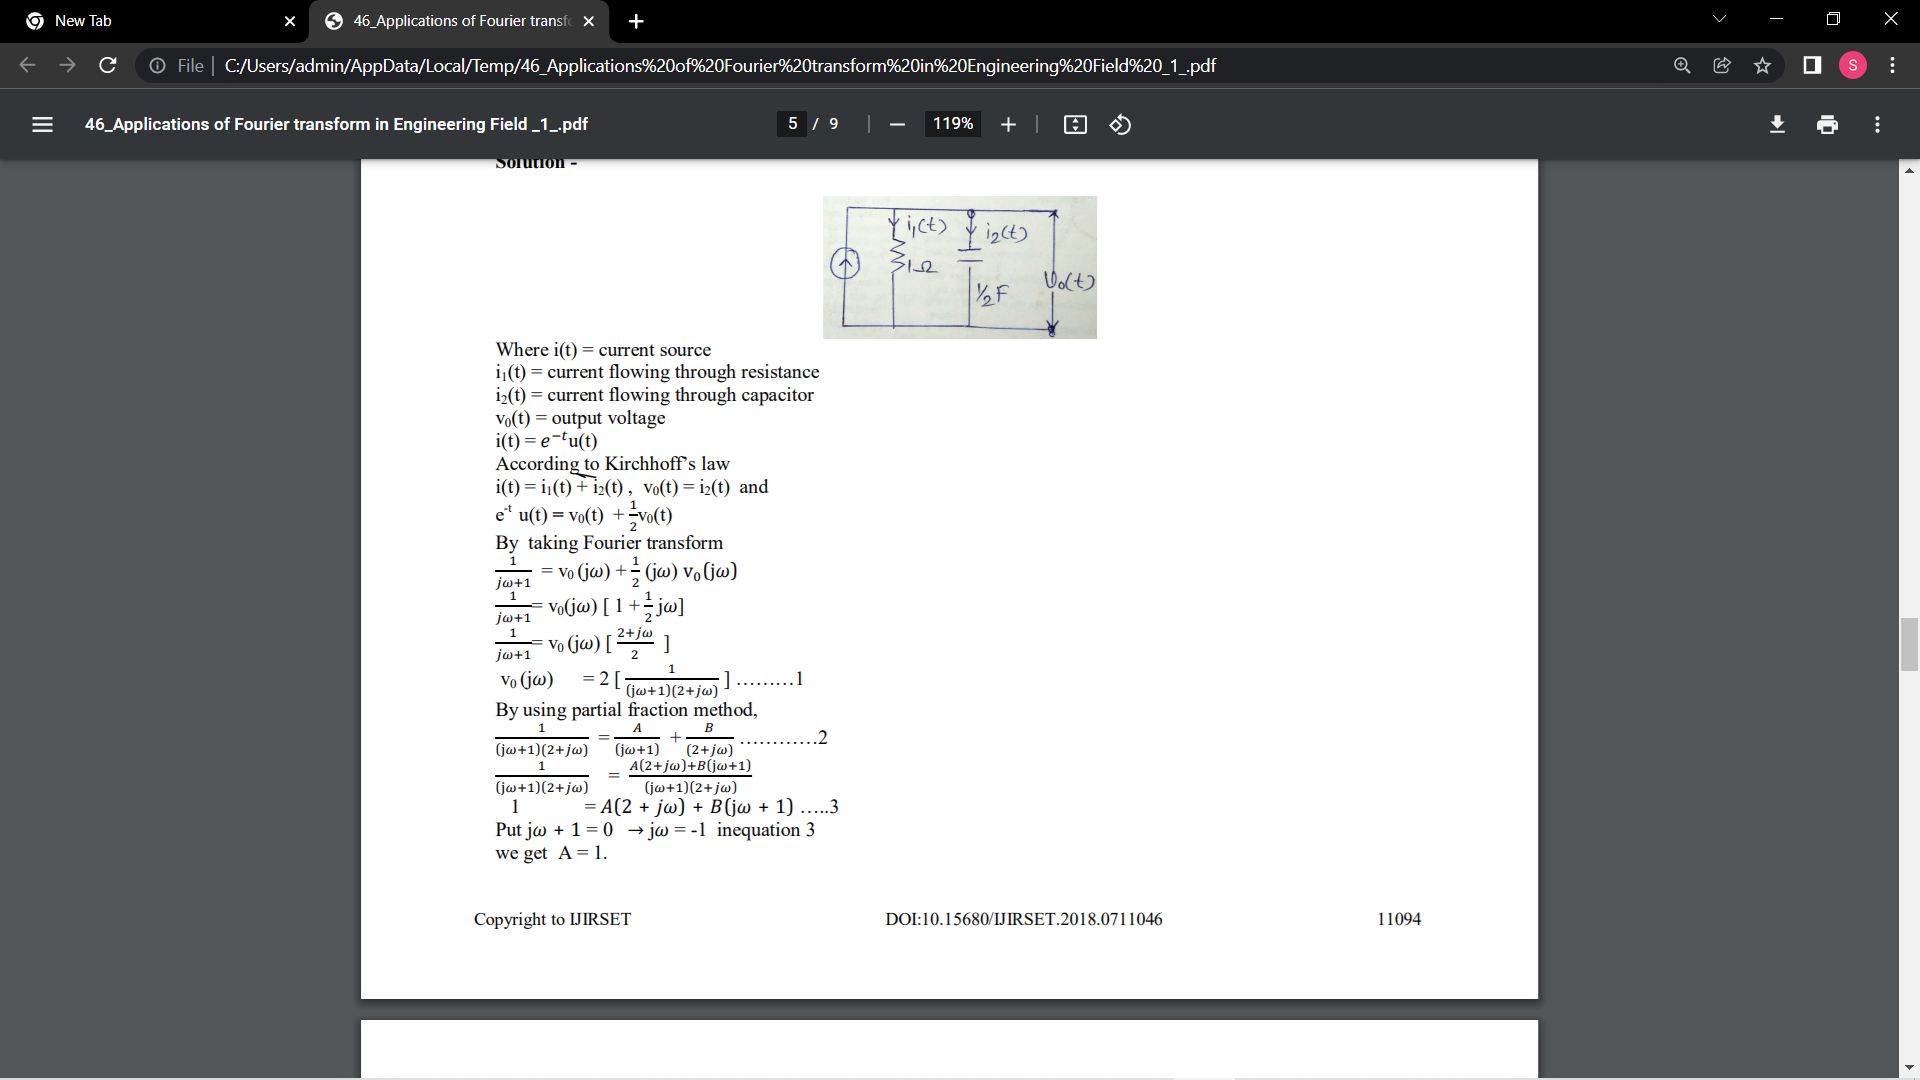 New Tab
46_Applications of Fourier transf
File
C:/Users/admin/AppData/Local/Temp/46_Applications%20of%20Fourier%20transform%20in%20Engineering%20Field%20_1_.pdf
S
46_Applications of Fourier transform in Engineering Field _1_.pdf
5 / 9
119%
Solution -
i₁(t)
i₂(t)
1Ω
½F
V₀(t)
Where i(t) = current source
i₁(t) = current flowing through resistance
i₂(t) = current flowing through capacitor
v₀(t) = output voltage
i(t) = e⁻ᵗu(t)
According to Kirchhoff's law
i(t) = i₁(t) + i₂(t) , v₀(t) = i₂(t) and
e⁻ᵗ u(t) = v₀(t) + 1/2 v₀(t)
By taking Fourier transform
1/(jω+1) = v₀ (jω) + 1/2 (jω) v₀(jω)
1/(jω+1) = v₀(jω) [ 1 + 1/2 jω]
1/(jω+1) = v₀ (jω) [ (2+jω)/2 ]
v₀ (jω) = 2 [ 1/((jω+1)(2+jω)) ] ………1
By using partial fraction method,
1/((jω+1)(2+jω)) = A/(jω+1) + B/(2+jω) …………2
1/((jω+1)(2+jω)) = (A(2+jω)+B(jω+1))/((jω+1)(2+jω))
1 = A(2 + jω) + B(jω + 1) …..3
Put jω + 1 = 0 → jω = -1 inequation 3
we get A = 1.
Copyright to IJIRSET
DOI:10.15680/IJIRSET.2018.0711046
11094